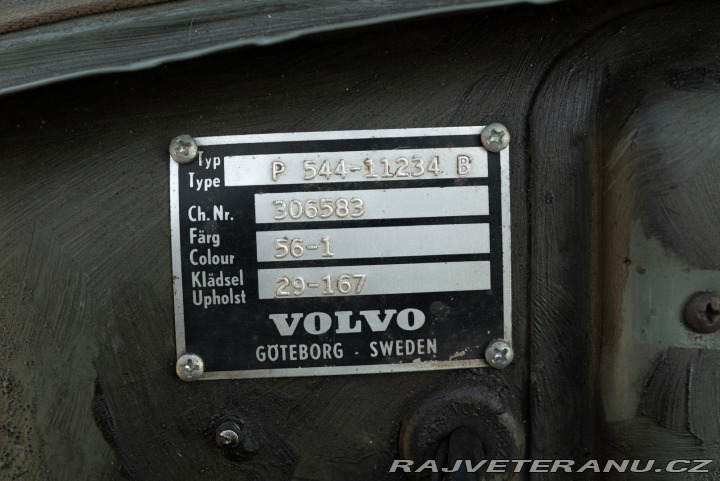 Typ
Type P 544-11234 B
Ch. Nr. 306583
Färg
Colour 56-1
Klädsel
Upholst 29-167
VOLVO
GÖTEBORG - SWEDEN
RAJVETERANU.CZ